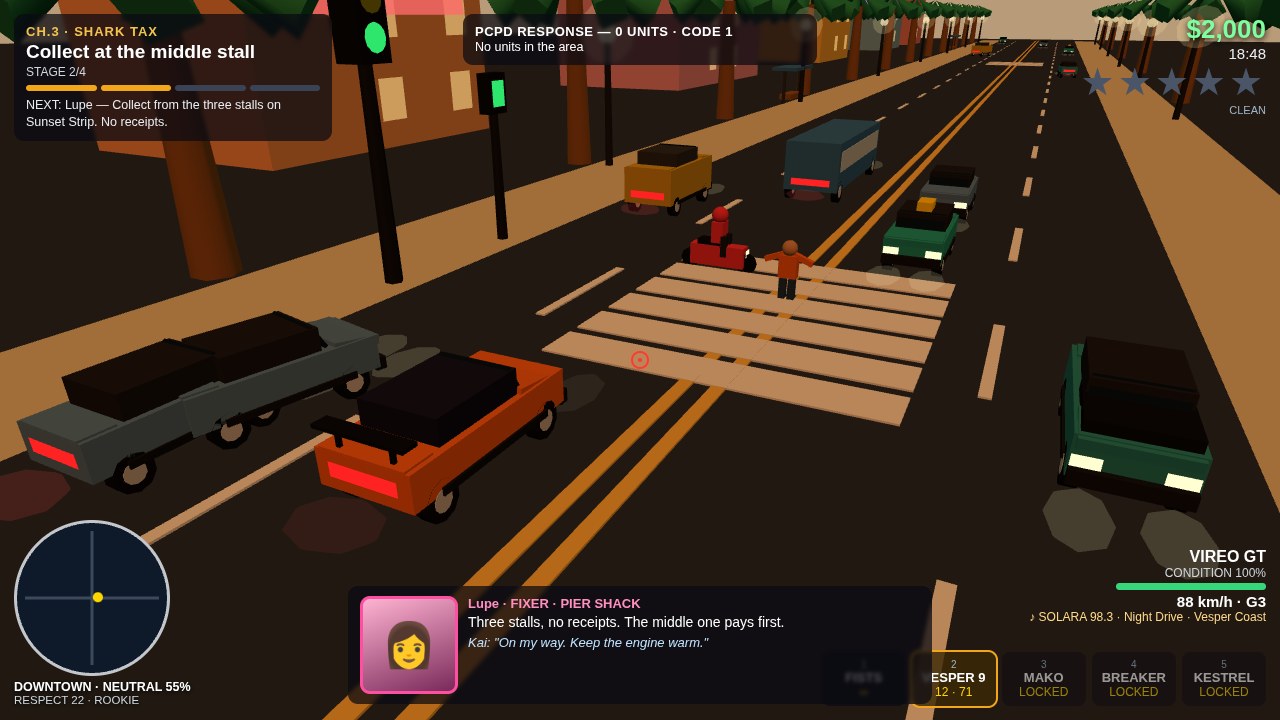 CH.3 · SHARK TAX
Collect at the middle stall
STAGE 2/4
NEXT: Lupe — Collect from the three stalls on
Sunset Strip. No receipts.
PCPD RESPONSE — 0 UNITS · CODE 1
No units in the area
$2,000
18:48
CLEAN
VIREO GT
CONDITION 100%
88 km/h · G3
♪ SOLARA 98.3 · Night Drive · Vesper Coast
Lupe · FIXER · PIER SHACK
Three stalls, no receipts. The middle one pays first.
Kai: "On my way. Keep the engine warm."
1
FISTS
2
VESPER 9
12 · 71
3
MAKO
LOCKED
4
BREAKER
LOCKED
5
KESTREL
LOCKED
DOWNTOWN · NEUTRAL 55%
RESPECT 22 · ROOKIE